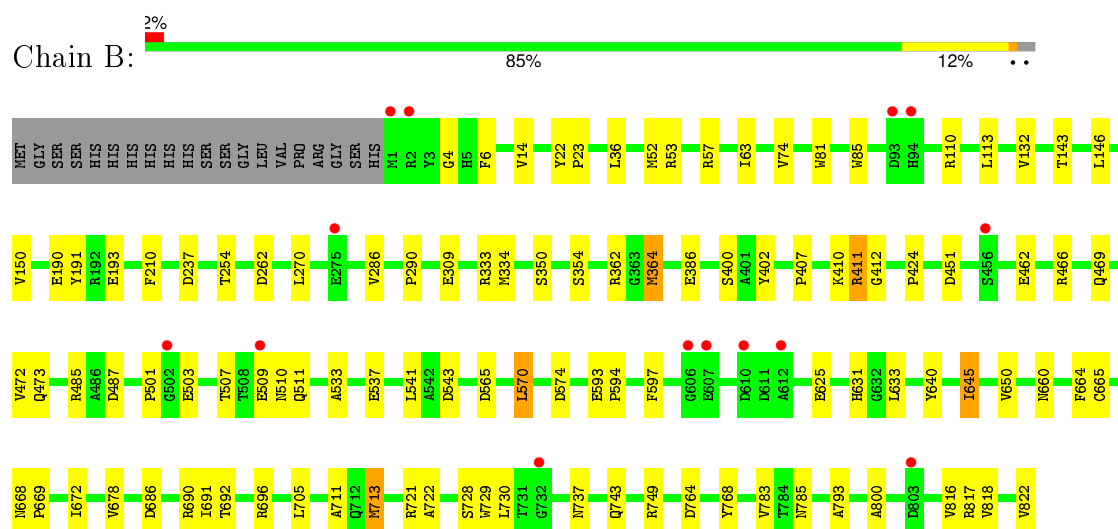 2%
Chain B:
85% 12% • •
MET GLY SER SER HIS HIS HIS HIS HIS HIS SER SER GLY LEU VAL PRO ARG GLY SER HIS M1 R2 Y3 G4 H5 F6 V14 Y22 P23 L36 M52 R53 R57 I63 V74 W81 W85 D93 H94 R110 L113 V132 T143 L146
V150 E190 Y191 R192 E193 F210 D237 T254 D262 L270 E275 V286 P290 E309 R333 M334 S350 S354 R362 G363 M364 E386 S400 A401 Y402 P407 K410 R411 G412 P424 D451 S456 E462 R466 Q469
V472 Q473 R485 A486 D487 P501 G502 E503 T507 T508 E509 N510 Q511 A533 E537 L541 A542 D543 D565 L570 D574 E593 P594 F597 G606 E607 D610 D611 A612 E625 H631 G632 L633 Y640 I645 V650 N660 F664 C665
N668 P669 I672 V678 D686 R690 I691 T692 R696 L705 A711 Q712 M713 R721 A722 S728 W729 L730 T731 G732 N737 Q743 R749 D764 Y768 V783 T784 N785 A793 A800 D803 V816 R817 V818 V822